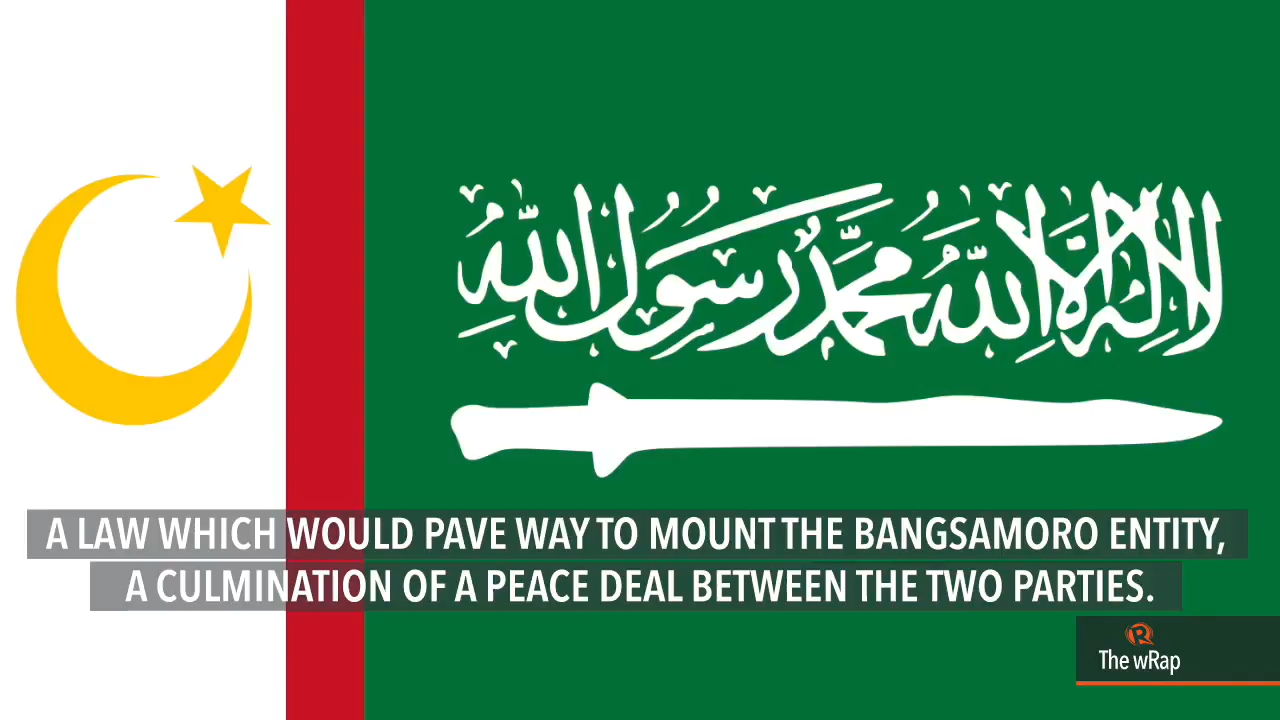 لا إله إلا الله محمد رسول الله
A LAW WHICH WOULD PAVE WAY TO MOUNT THE BANGSAMORO ENTITY,
A CULMINATION OF A PEACE DEAL BETWEEN THE TWO PARTIES.
R
The wRap